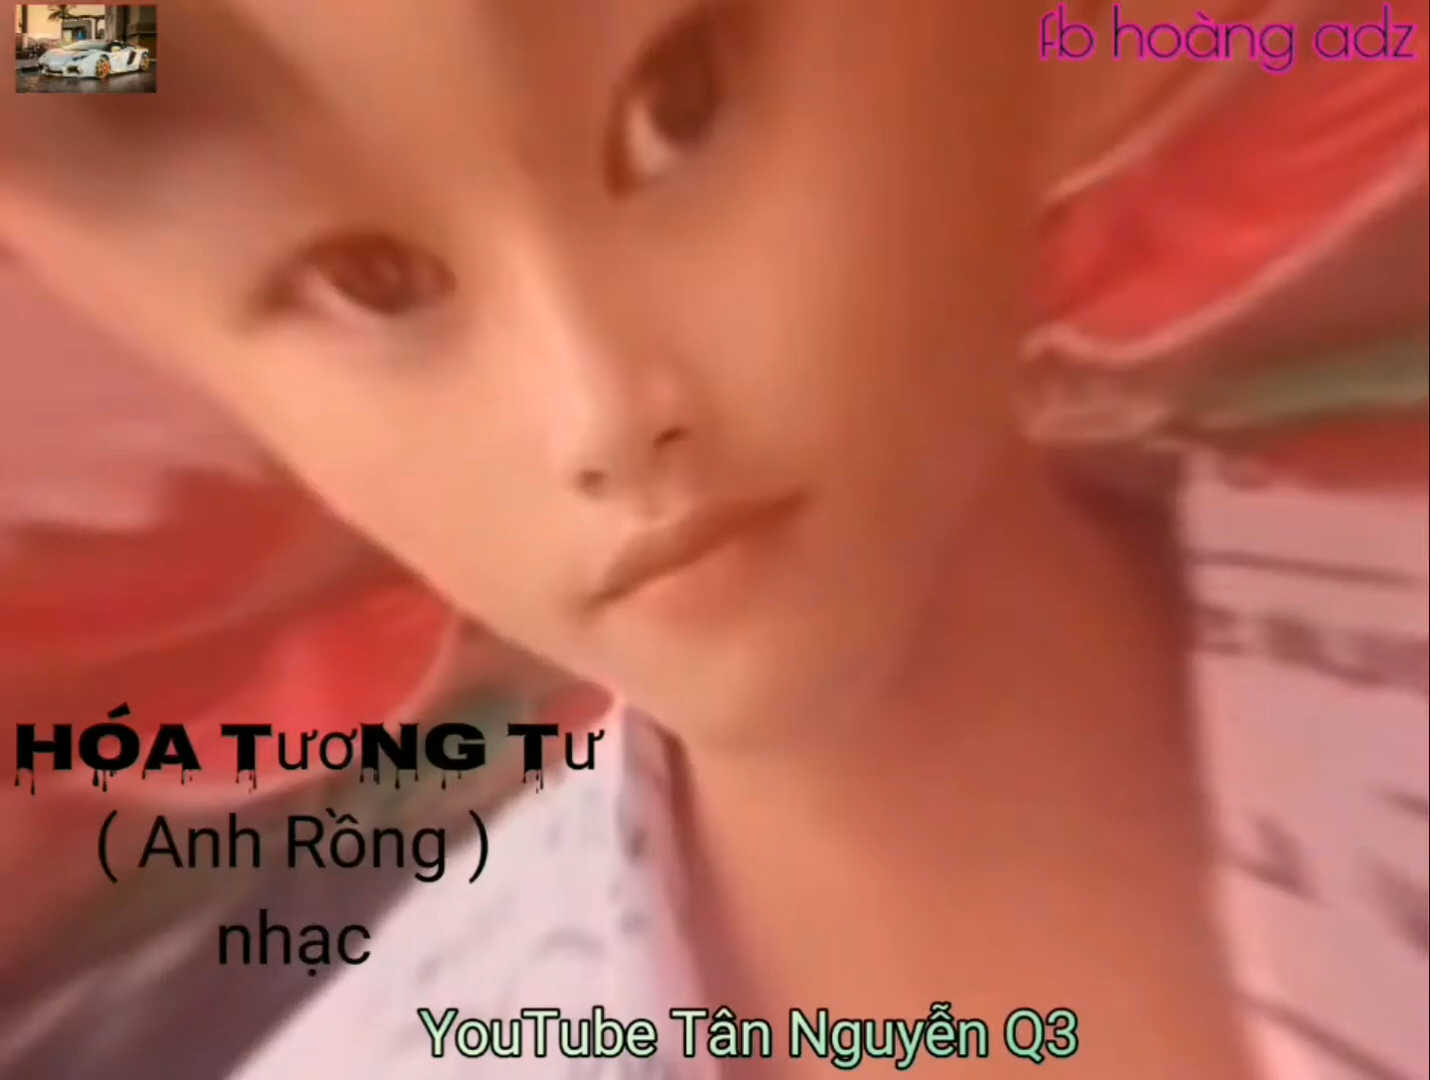 fb hoàng adz
HÓA TươNG Tư
( Anh Rồng )
nhạc
YouTube Tân Nguyễn Q3